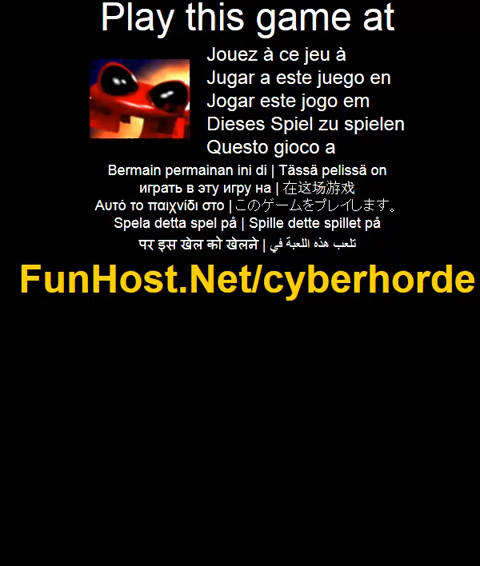 Play this game at
Jouez à ce jeu à
Jugar a este juego en
Jogar este jogo em
Dieses Spiel zu spielen
Questo gioco a
Bermain permainan ini di | Tässä pelissä on
играть в эту игру на | 在这场游戏
Αυτό το παιχνίδι στο | このゲームをプレイします。
Spela detta spel på | Spille dette spillet på
पर इस खेल को खेलने | تلعب هذه اللعبة في
FunHost.Net/cyberhorde